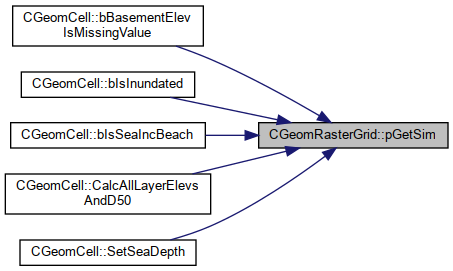 CGeomCell::bBasementElev
IsMissingValue
CGeomCell::bIsInundated
CGeomCell::bIsSeaIncBeach
CGeomRasterGrid::pGetSim
CGeomCell::CalcAllLayerElevs
AndD50
CGeomCell::SetSeaDepth